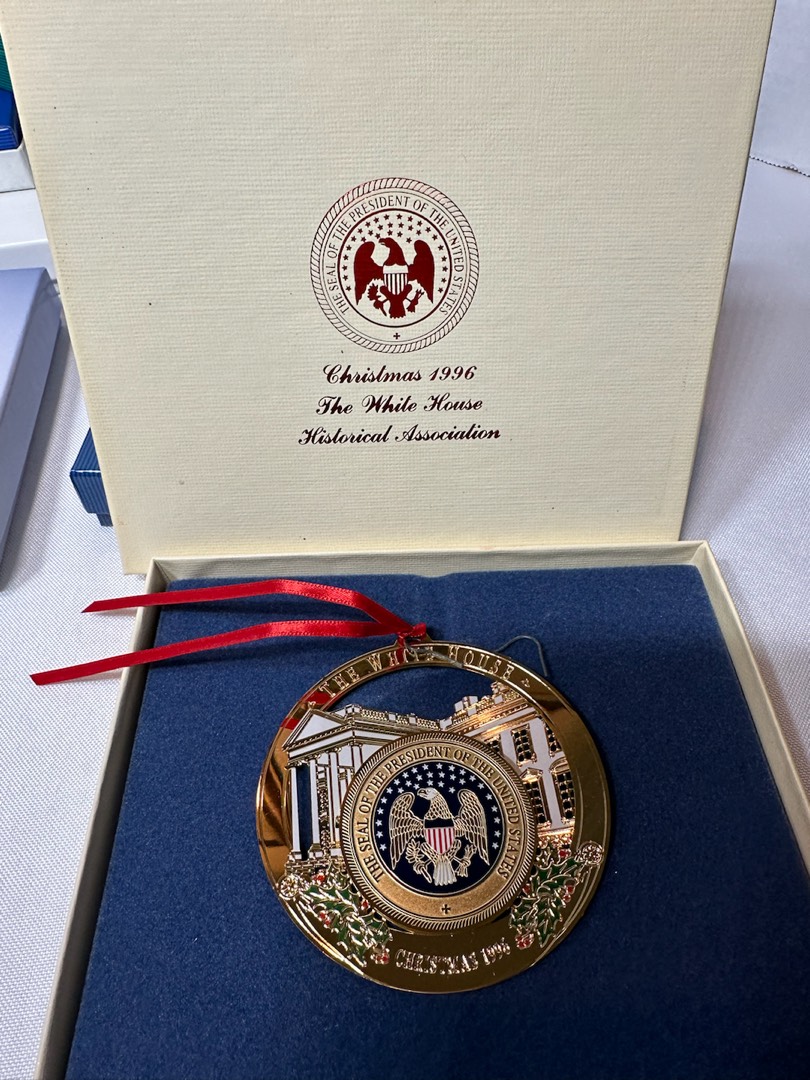 THE SEAL OF THE PRESIDENT OF THE UNITED STATES
Christmas 1996
The White House
Historical Association
THE WHITE HOUSE
THE SEAL OF THE PRESIDENT OF THE UNITED STATES
CHRISTMAS 1996